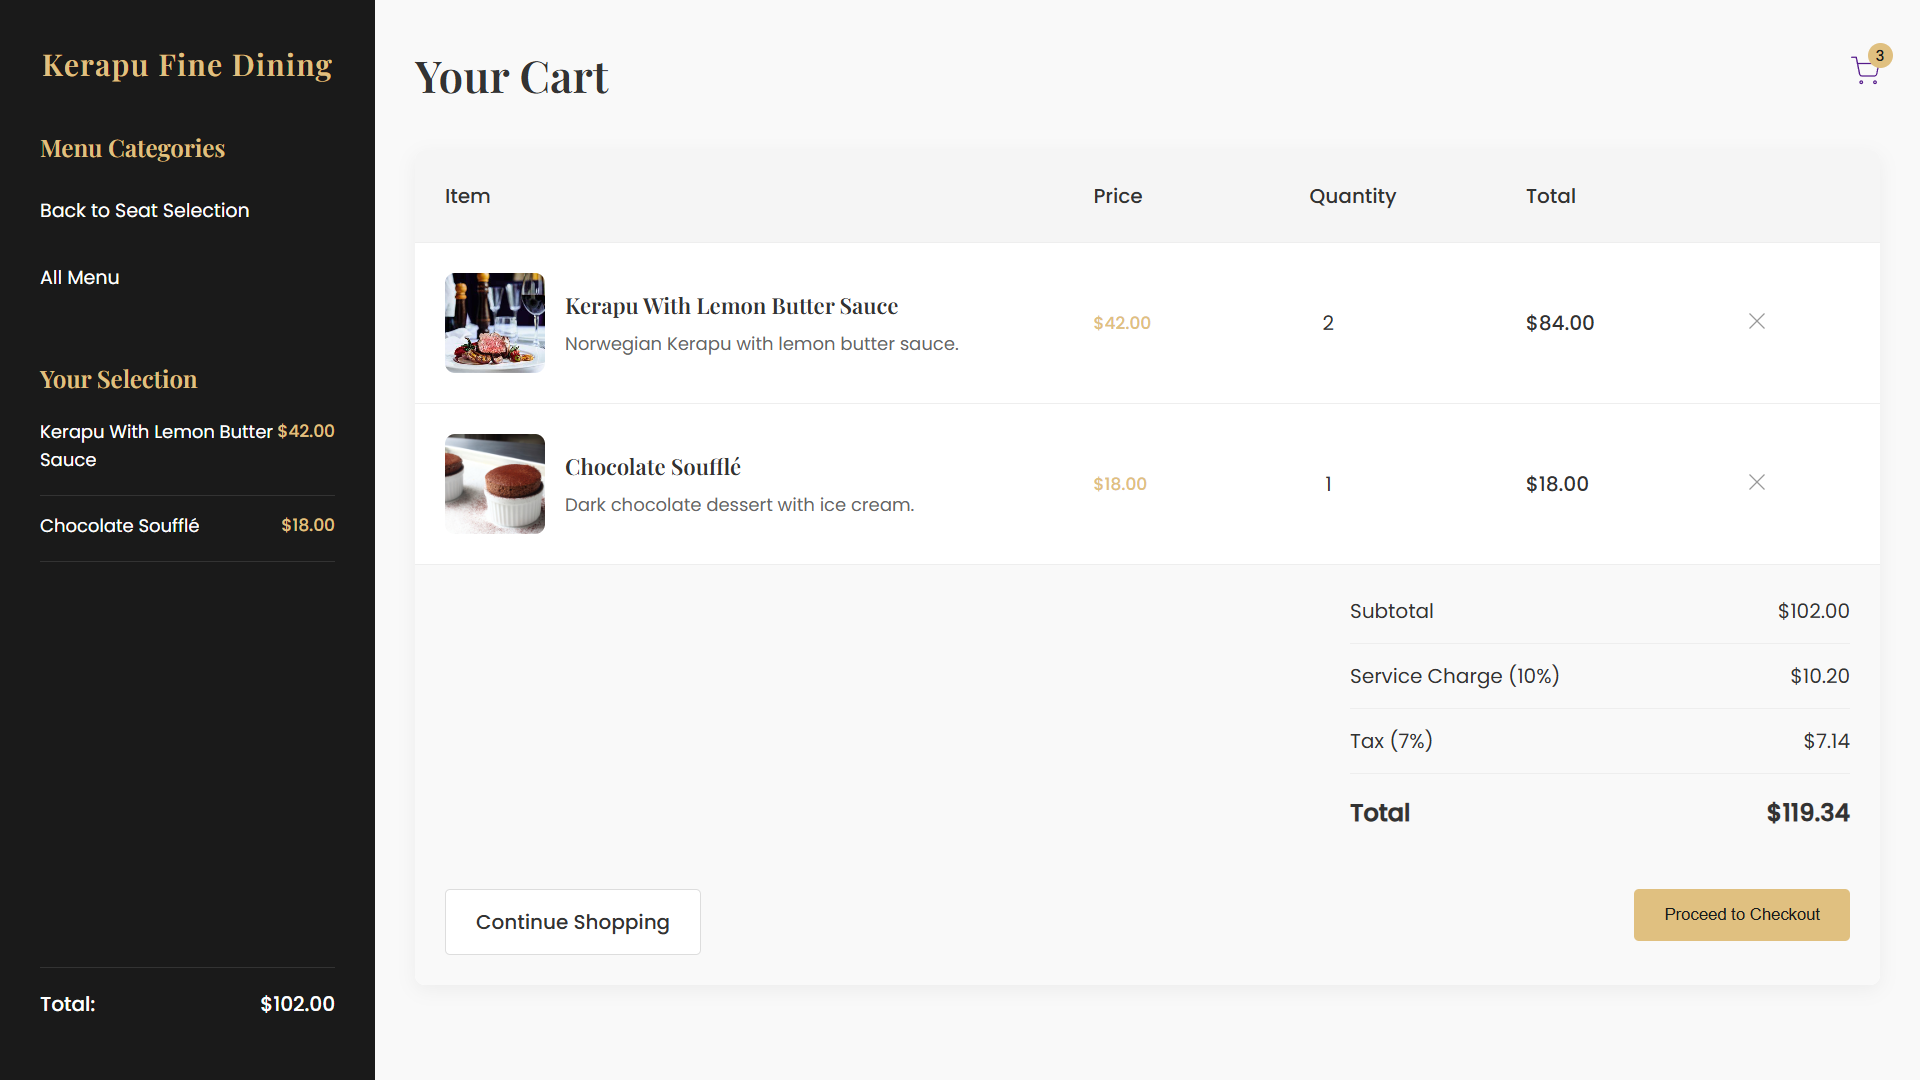 Kerapu Fine Dining
Menu Categories
Back to Seat Selection
All Menu
Your Selection
Kerapu With Lemon Butter $42.00
Sauce
Chocolate Soufflé $18.00
Total: $102.00
Your Cart
3
Item Price Quantity Total
Kerapu With Lemon Butter Sauce
Norwegian Kerapu with lemon butter sauce.
$42.00 2 $84.00
Chocolate Soufflé
Dark chocolate dessert with ice cream.
$18.00 1 $18.00
Subtotal $102.00
Service Charge (10%) $10.20
Tax (7%) $7.14
Total $119.34
Continue Shopping
Proceed to Checkout